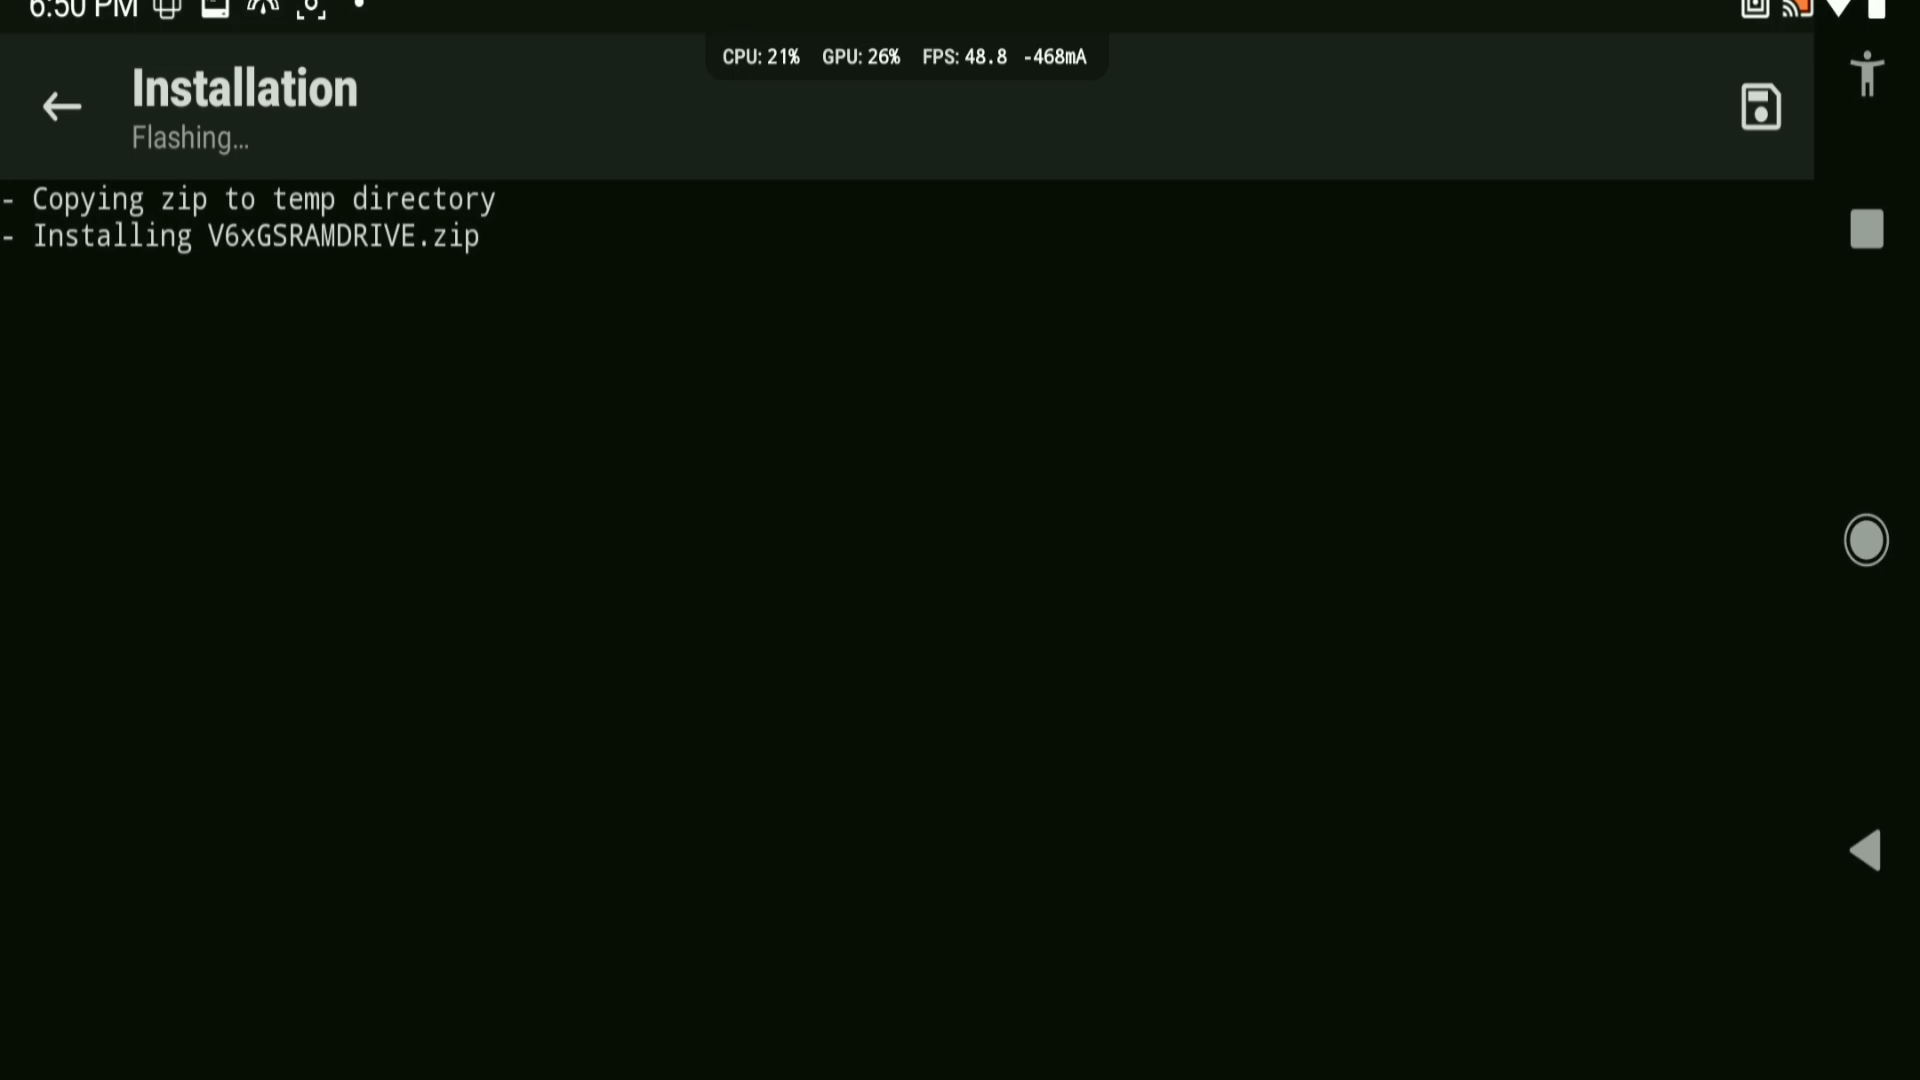 6:50 PM
CPU: 21% GPU: 26% FPS: 48.8 -468mA
Installation
Flashing...
- Copying zip to temp directory
- Installing V6xGSRAMDRIVE.zip